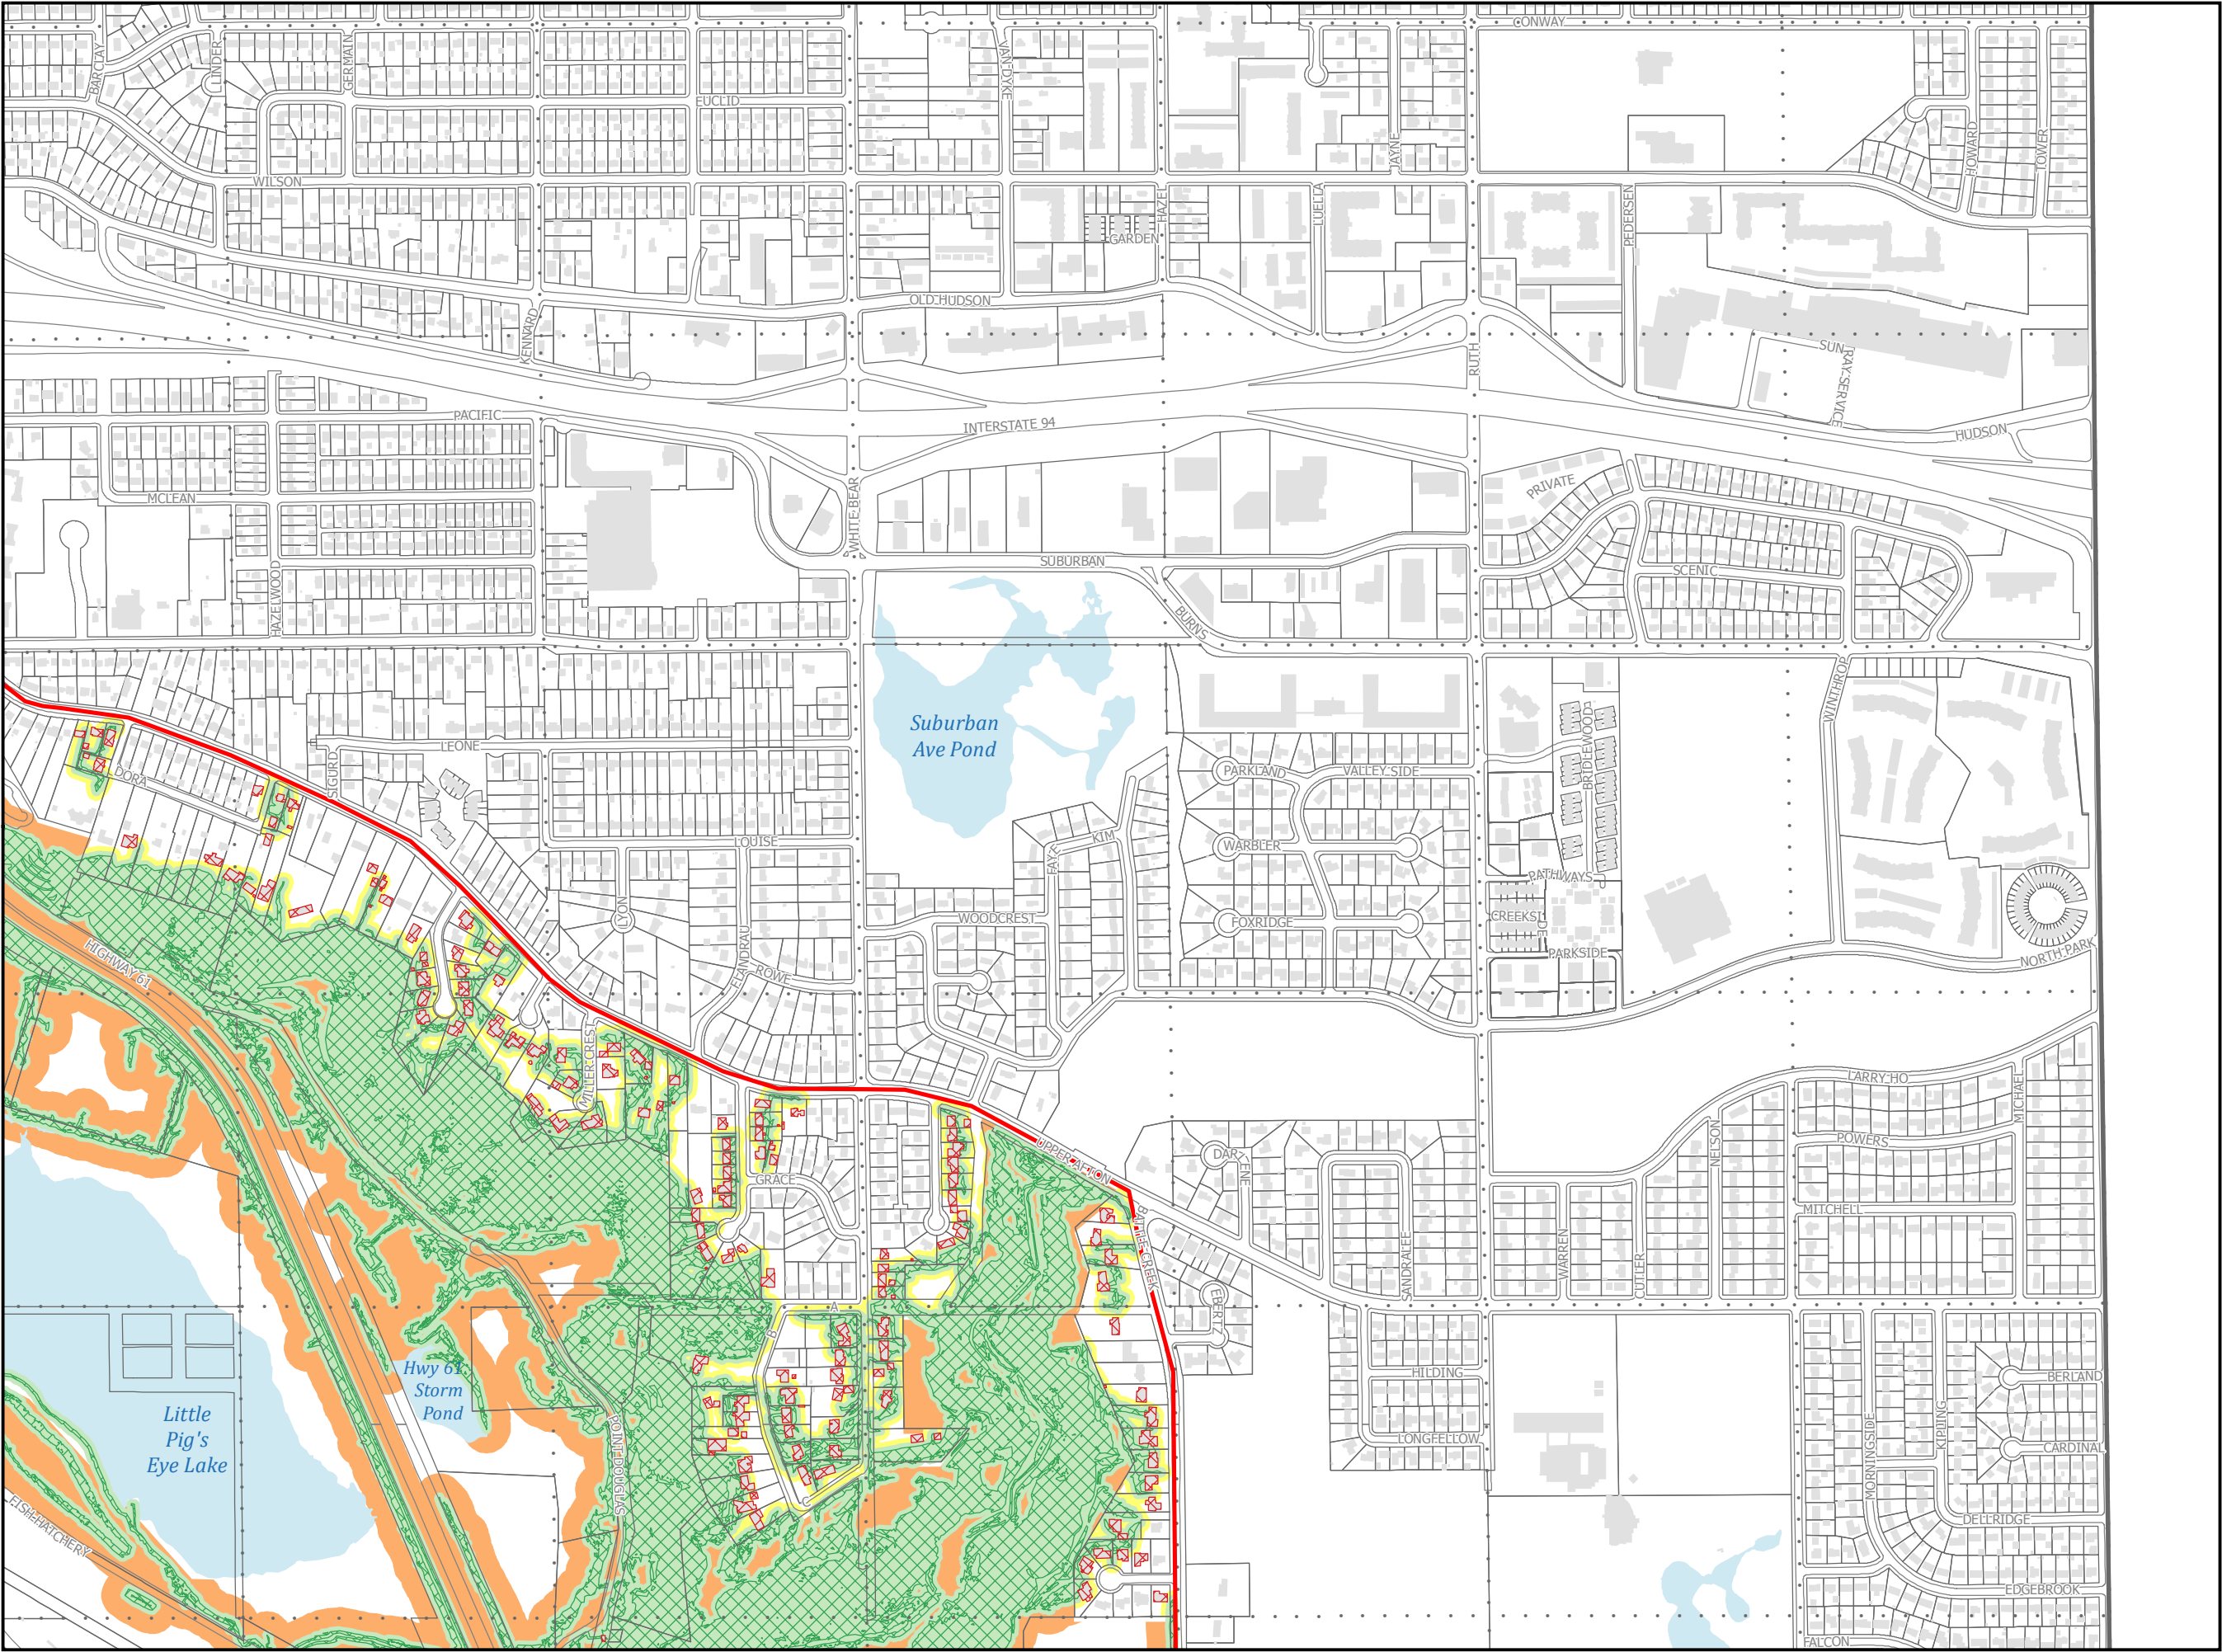 CONWAY
BARCLAY
LINDER
GERMAIN
VAN DYKE
EUCLID
JAYNE
HOWARD
TOWER
WILSON
HAZEL
LUELLA
PEDERSEN
GARDEN
OLD HUDSON
KENNARD
RUTH
SUN
RAY SERVICE
PACIFIC
INTERSTATE 94
HUDSON
MCLEAN
WHITE BEAR
PRIVATE
SUBURBAN
SCENIC
HAZELWOOD
BURNS
WINTHROP
Suburban
Ave Pond
BRIDLEWOOD
LEONE
SIGURD
DORA
PARKLAND
VALLEY SIDE
LOUISE
KIM
FAYE
WARBLER
PATHWAYS
LYON
WOODCREST
FOXRIDGE
CREEKSIDE
PARKSIDE
NORTH PARK
HIGHWAY 61
FLANDRAU
ROWE
MILLER CREST
LARRY HO
MICHAEL
NELSON
POWERS
UPPER AFTON
DARLENE
GRACE
MITCHELL
BATTLE CREEK
SANDRALEE
WARREN
CUTLER
EBERT
A
B
Hwy 61
Storm
Pond
HILDING
BERLAND
Little
Pig's
Eye Lake
POINT DOUGLAS
LONGFELLOW
MORNINGSIDE
KIPLING
CARDINAL
FISH HATCHERY
DELLRIDGE
EDGEBROOK
FALCON